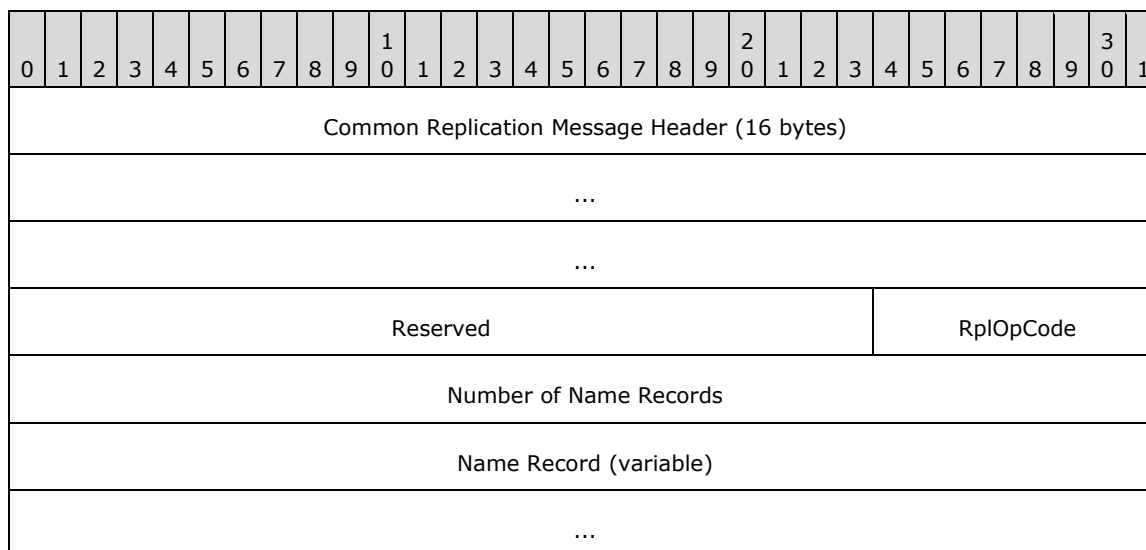 1 2 3
0 1 2 3 4 5 6 7 8 9 0 1 2 3 4 5 6 7 8 9 0 1 2 3 4 5 6 7 8 9 0 1
Common Replication Message Header (16 bytes)
...
...
Reserved RplOpCode
Number of Name Records
Name Record (variable)
...